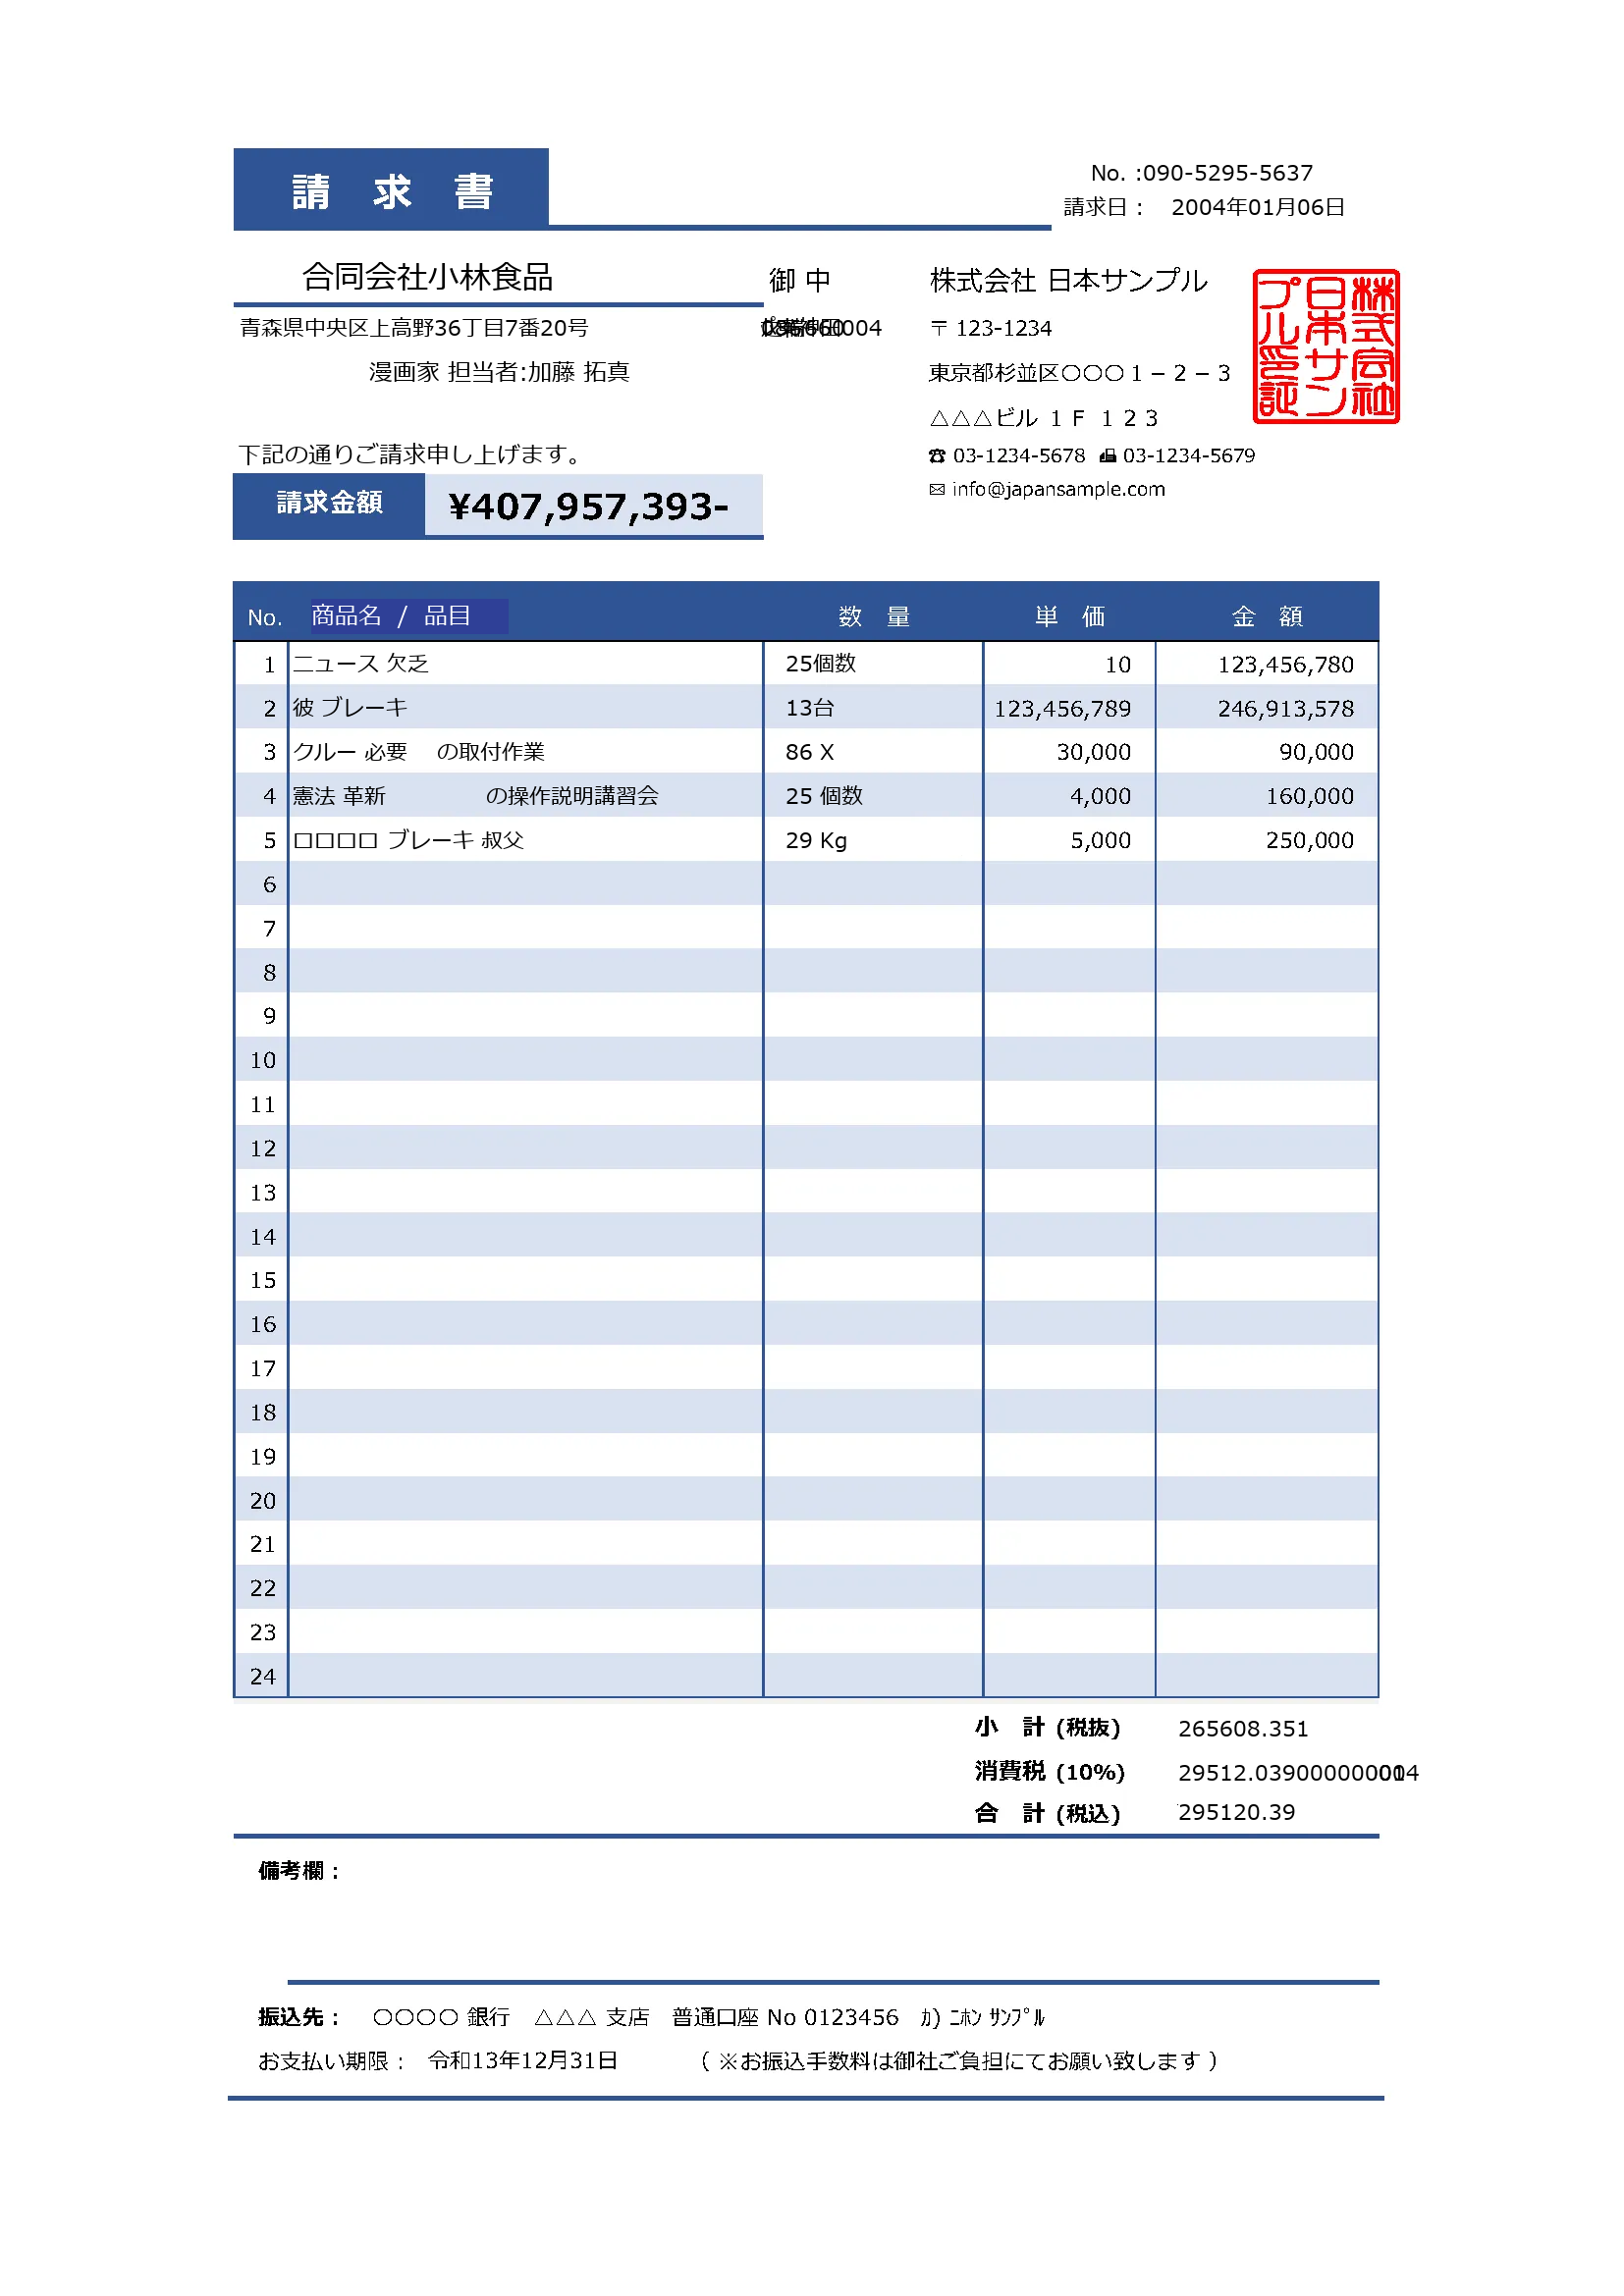 請 求 書
No. :090-5295-5637
請求日： 2004年01月06日
合同会社小林食品 御 中
青森県中央区上高野36丁目7番20号
漫画家 担当者:加藤 拓真
株式会社 日本サンプル
〒 123-1234
東京都杉並区〇〇〇１－２－３
△△△ビル １Ｆ １２３
☎ 03-1234-5678 📠 03-1234-5679
✉ info@japansample.com
株式会社日本サンプル印証
下記の通りご請求申し上げます。
請求金額 ¥407,957,393-
No. 商品名 / 品目 数 量 単 価 金 額
1 ニュース 欠乏 25個数 10 123,456,780
2 彼 ブレーキ 13台 123,456,789 246,913,578
3 クルー 必要 の取付作業 86 X 30,000 90,000
4 憲法 革新 の操作説明講習会 25 個数 4,000 160,000
5 ロロロロ ブレーキ 叔父 29 Kg 5,000 250,000
6
7
8
9
10
11
12
13
14
15
16
17
18
19
20
21
22
23
24
小 計 (税抜) 265608.351
消費税 (10%) 29512.039000000000
合 計 (税込) 295120.39
備考欄：
振込先： 〇〇〇〇 銀行 △△△ 支店 普通口座 No 0123456 ｶ) ﾆﾎﾝ ｻﾝﾌﾟﾙ
お支払い期限： 令和13年12月31日 （ ※お振込手数料は御社ご負担にてお願い致します ）